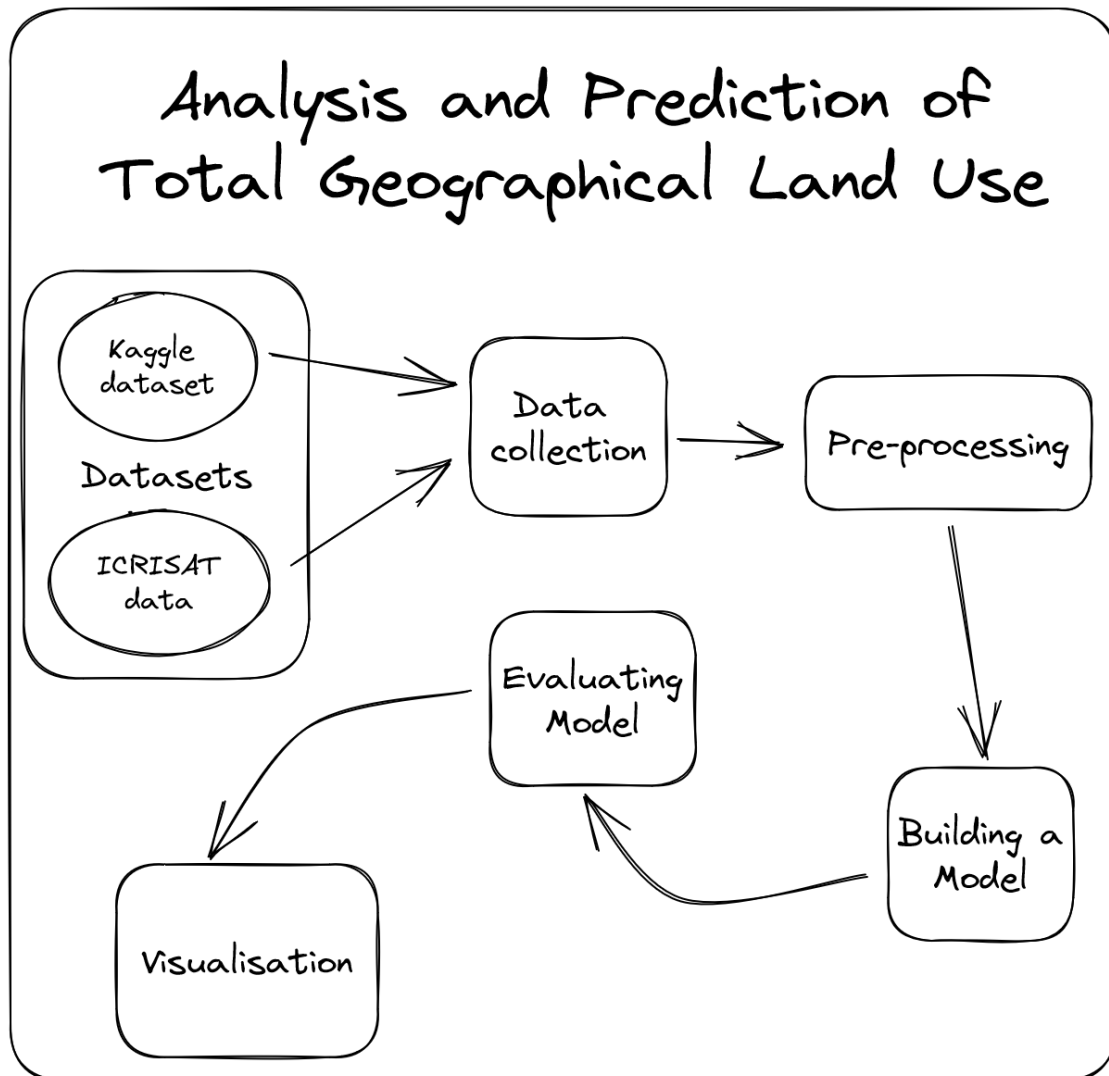 Analysis and Prediction of
Total Geographical Land Use
Kaggle
dataset
Datasets
ICRISAT
data
Data
collection
Pre-processing
Building a
Model
Evaluating
Model
Visualisation